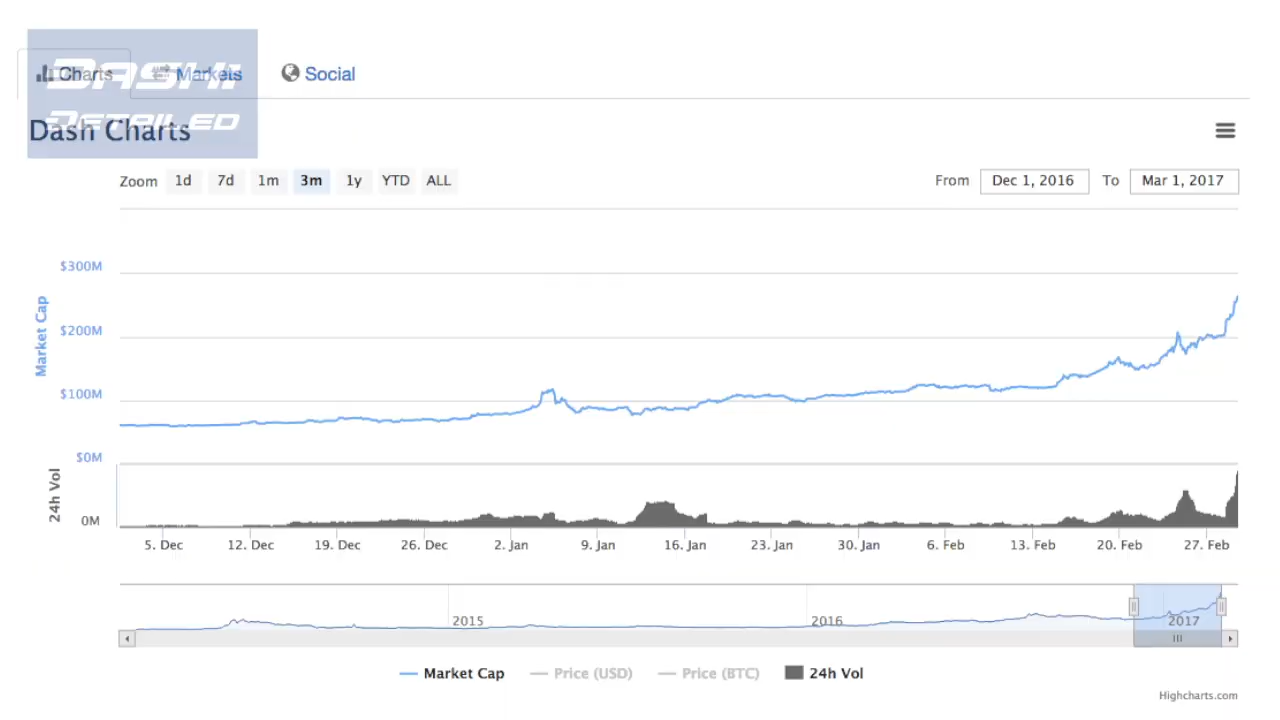 DASH
DETAILED
Charts
Markets
Social
Dash Charts
Zoom 1d 7d 1m 3m 1y YTD ALL
From Dec 1, 2016 To Mar 1, 2017
Market Cap
$300M
$200M
$100M
$0M
24h Vol
0M
5. Dec 12. Dec 19. Dec 26. Dec 2. Jan 9. Jan 16. Jan 23. Jan 30. Jan 6. Feb 13. Feb 20. Feb 27. Feb
2015 2016 2017
Market Cap Price (USD) Price (BTC) 24h Vol
Highcharts.com